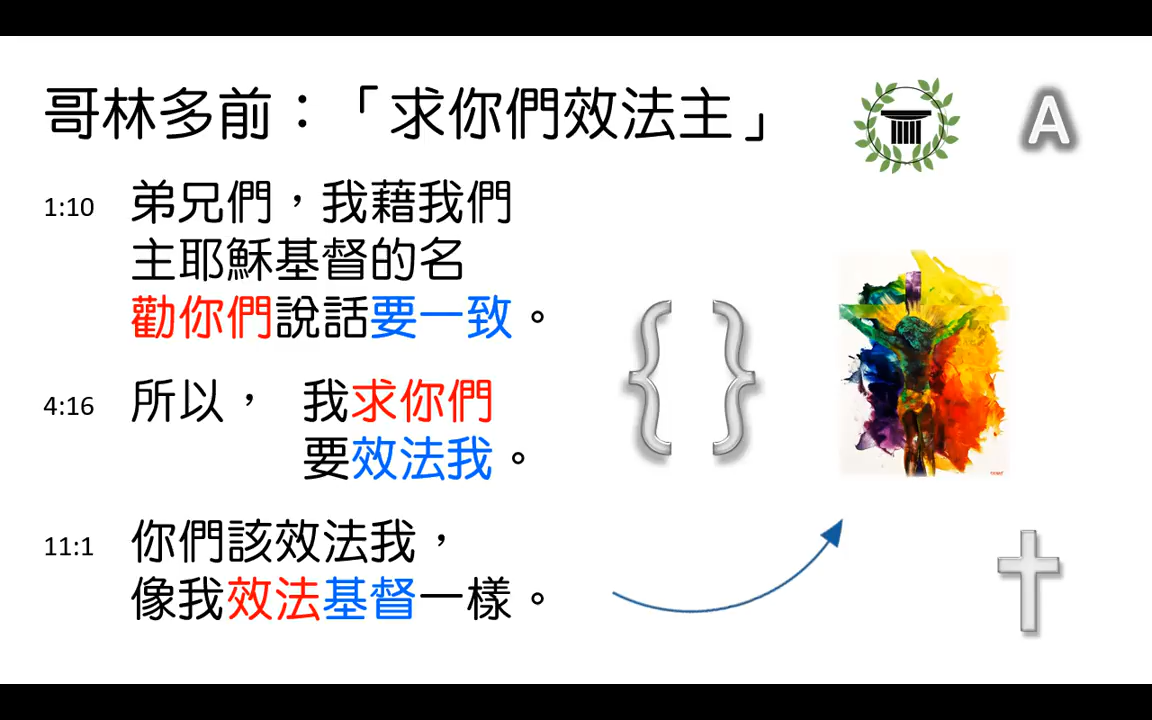 哥林多前：「求你們效法主」
A
1:10 弟兄們，我藉我們
主耶穌基督的名
勸你們說話要一致。
{ }
4:16 所以， 我求你們
要效法我。
11:1 你們該效法我，
像我效法基督一樣。